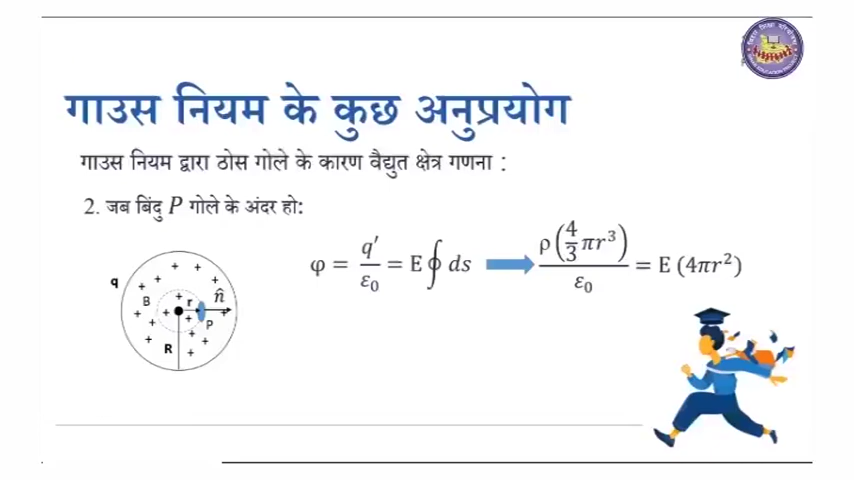 गाउस नियम के कुछ अनुप्रयोग
गाउस नियम द्वारा ठोस गोले के कारण वैद्युत क्षेत्र गणना :
2. जब बिंदु P गोले के अंदर हो:
φ = q′/ε₀ = E ∮ ds ➡ ρ(4/3 πr³)/ε₀ = E (4πr²)
q
B
r
n̂
P
R